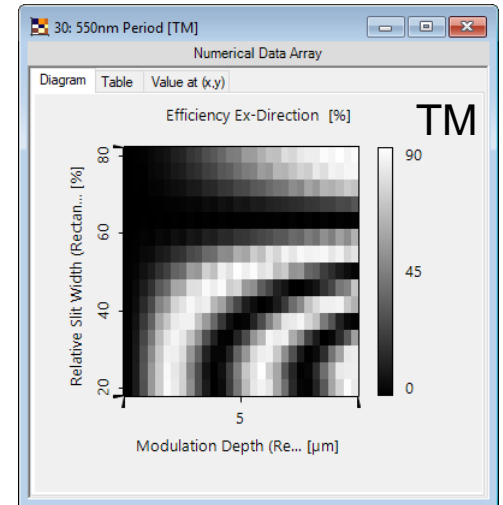 30: 550nm Period [TM]
Numerical Data Array
Diagram Table Value at (x,y)
Efficiency Ex-Direction [%]
TM
Relative Slit Width (Rectan... [%]
80
60
40
20
90
45
0
5
Modulation Depth (Re... [µm]